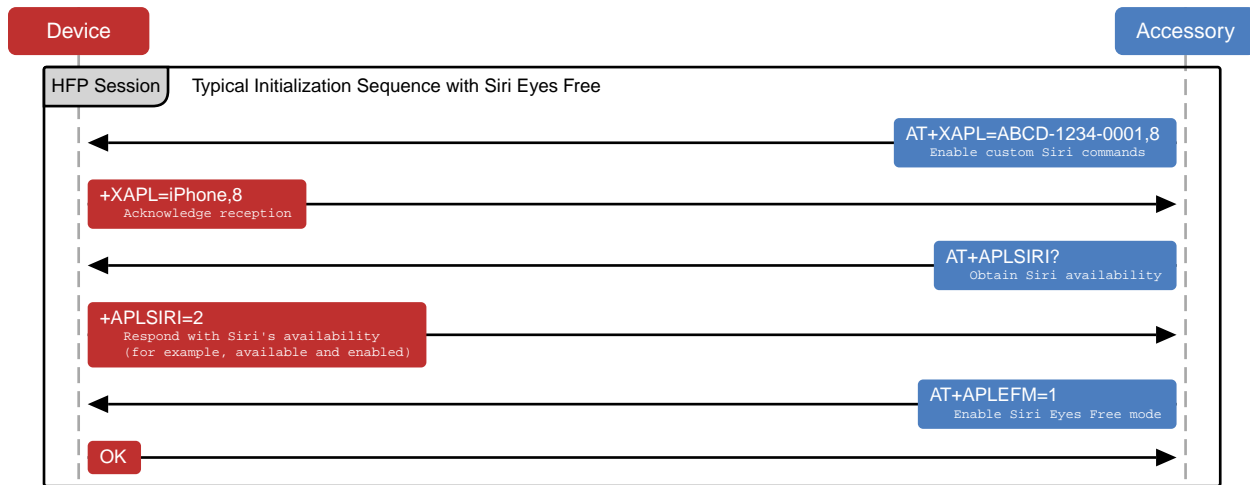 Device
Accessory
HFP Session
Typical Initialization Sequence with Siri Eyes Free
AT+XAPL=ABCD-1234-0001,8
Enable custom Siri commands
+XAPL=iPhone,8
Acknowledge reception
AT+APLSIRI?
Obtain Siri availability
+APLSIRI=2
Respond with Siri's availability
(for example, available and enabled)
AT+APLEFM=1
Enable Siri Eyes Free mode
OK